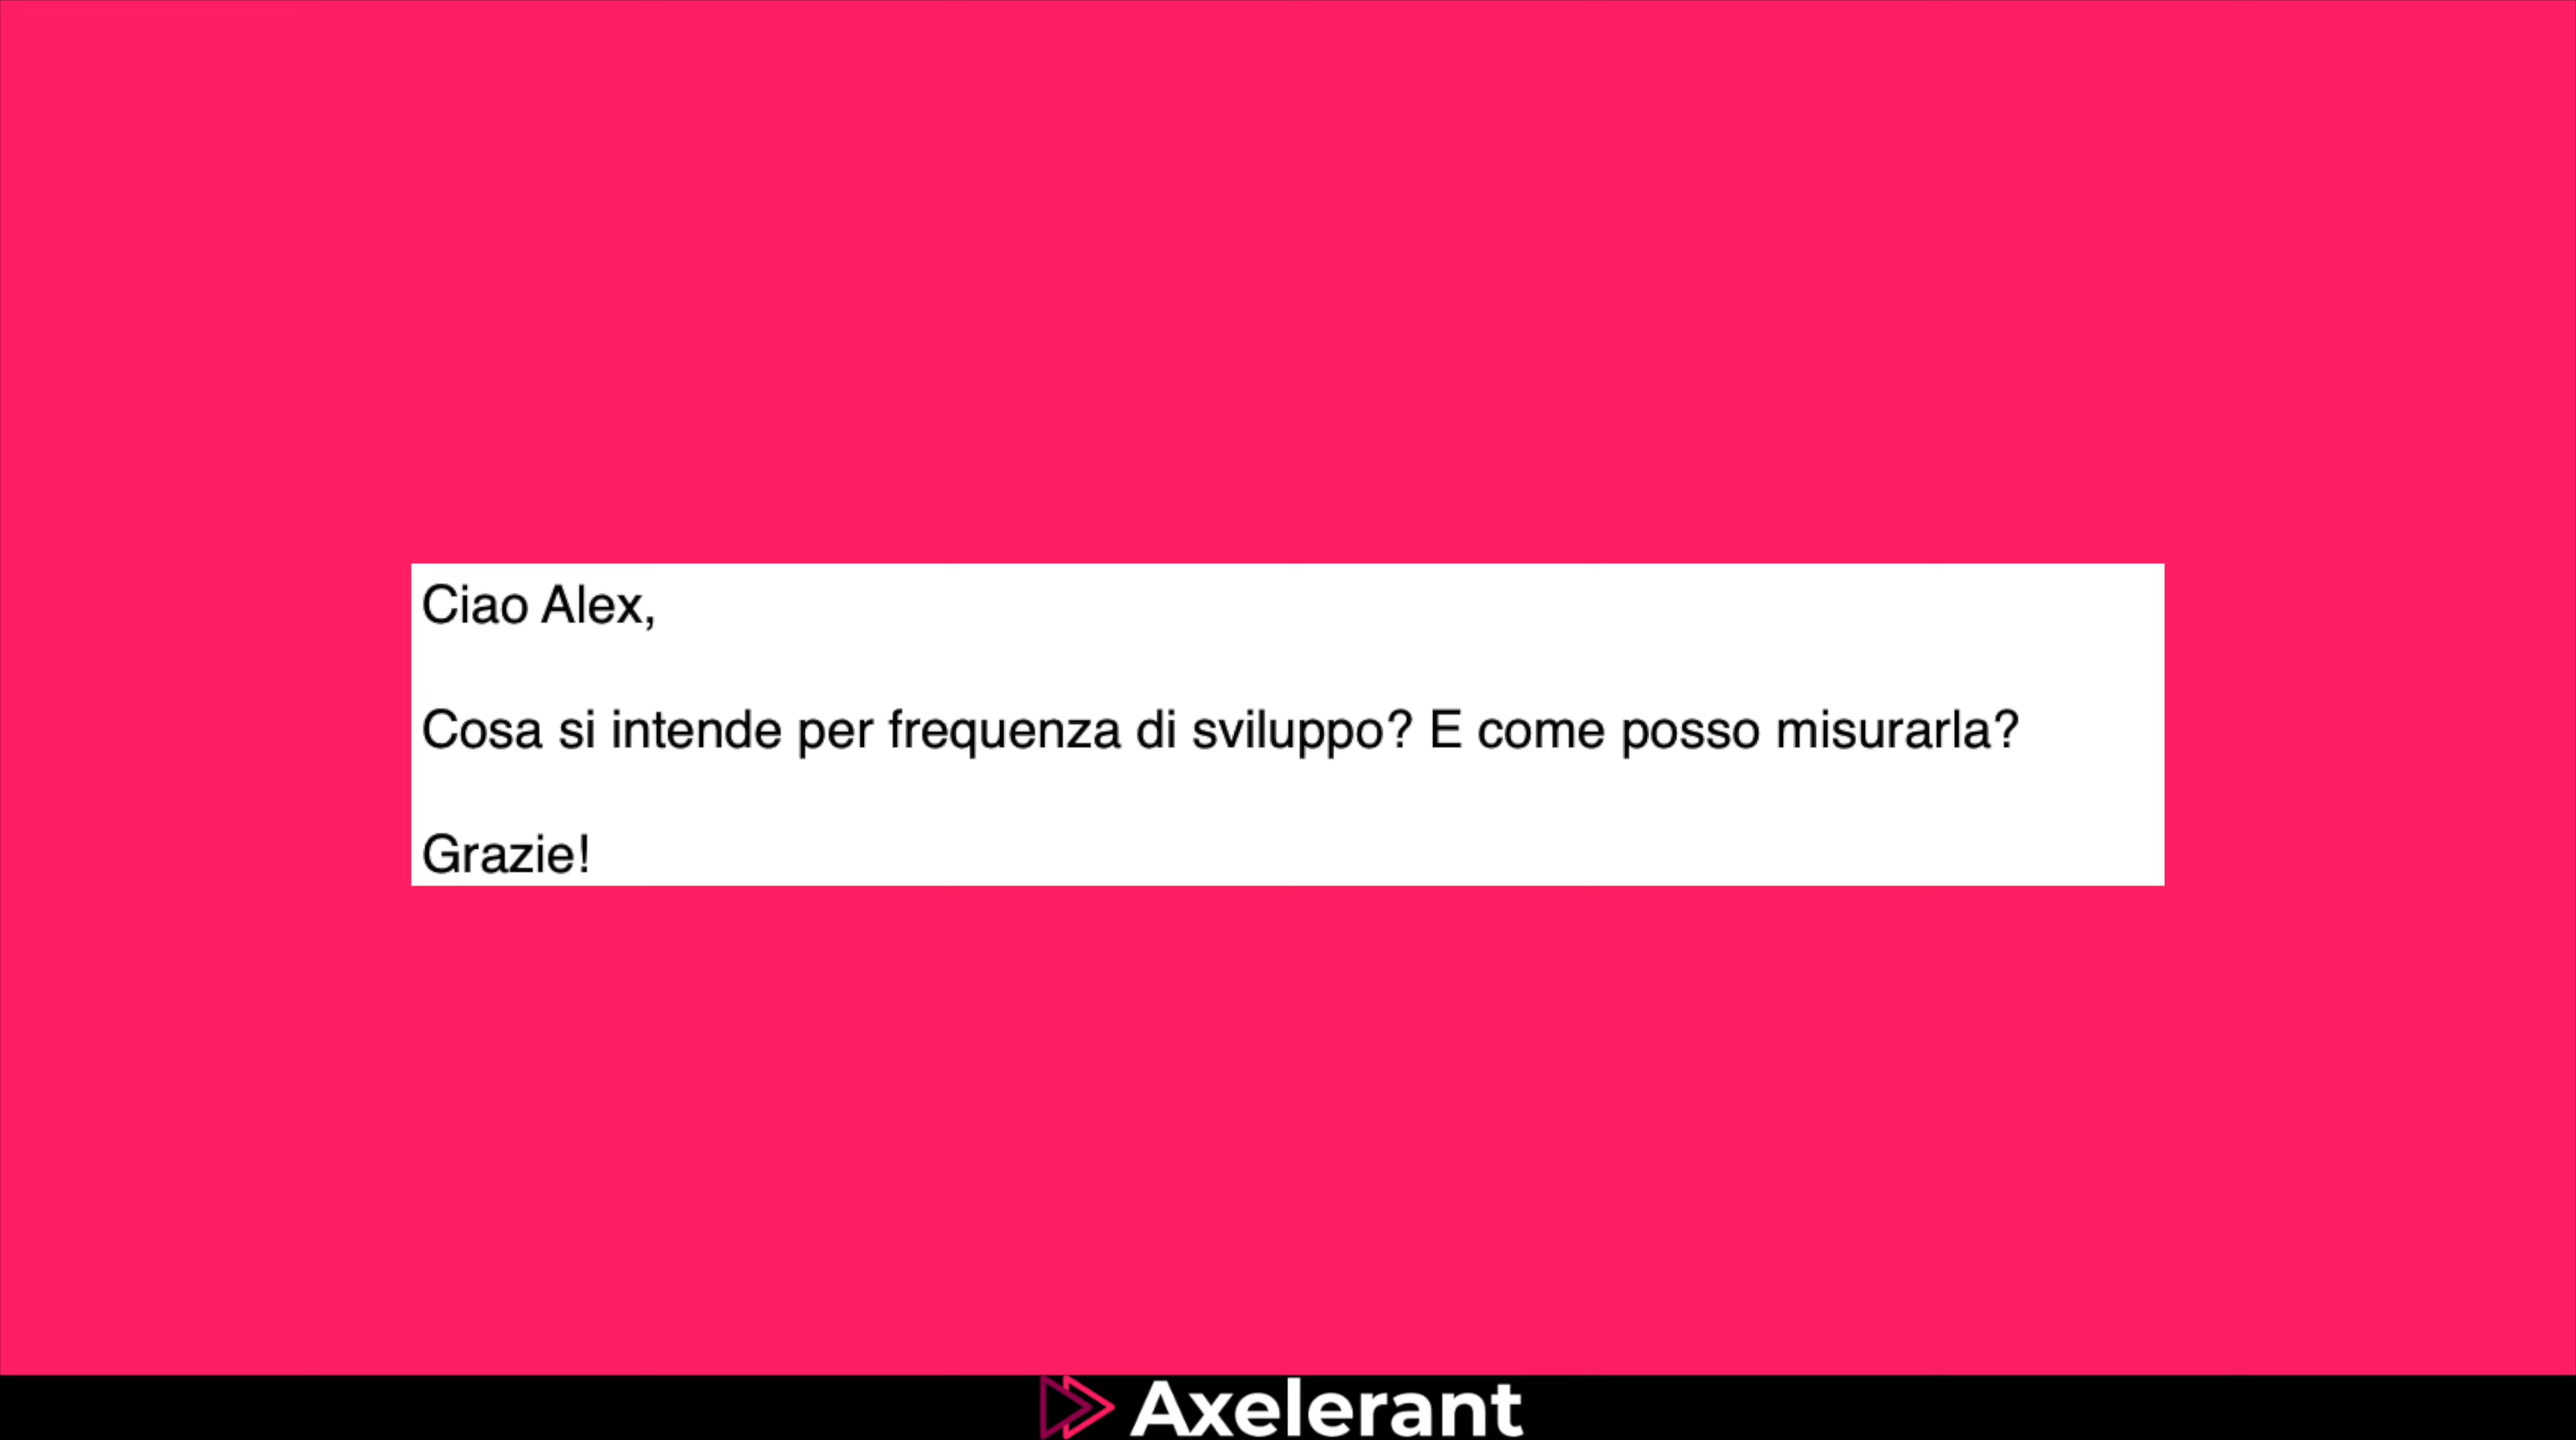 Ciao Alex,
Cosa si intende per frequenza di sviluppo? E come posso misurarla?
Grazie!
Axelerant